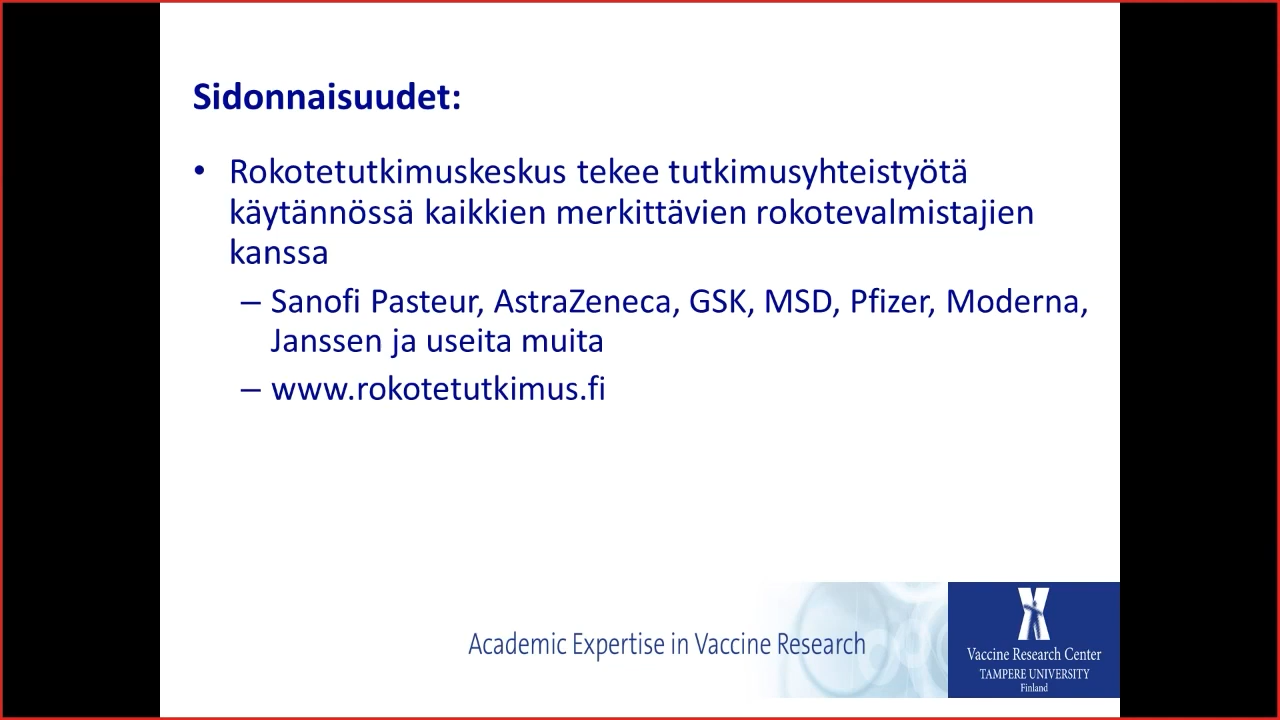 Sidonnaisuudet:
• Rokotetutkimuskeskus tekee tutkimusyhteistyötä
käytännössä kaikkien merkittävien rokotevalmistajien
kanssa
– Sanofi Pasteur, AstraZeneca, GSK, MSD, Pfizer, Moderna,
Janssen ja useita muita
– www.rokotetutkimus.fi
Academic Expertise in Vaccine Research
Vaccine Research Center
TAMPERE UNIVERSITY
Finland